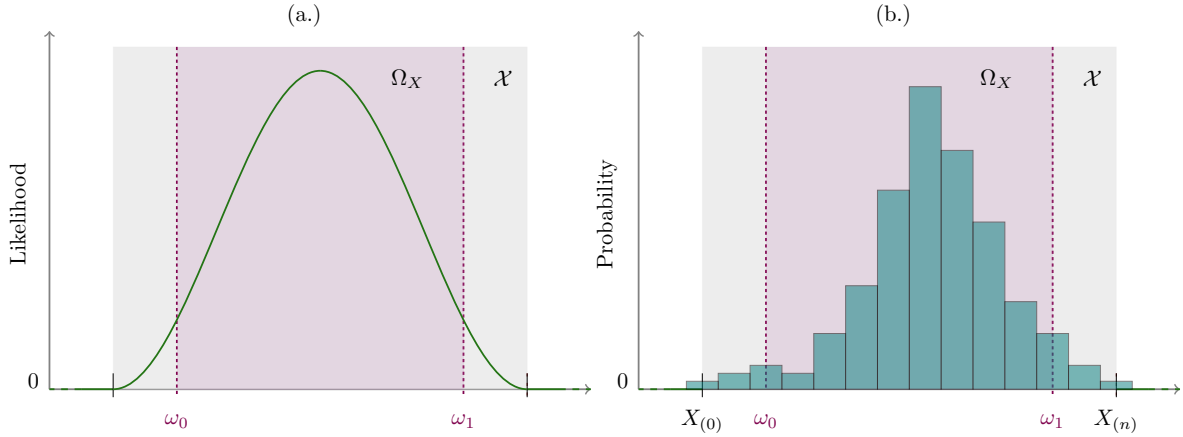 (a.)
Likelihood
Ω_X
𝒳
0
ω_0
ω_1
(b.)
Probability
Ω_X
𝒳
0
X_(0)
ω_0
ω_1
X_(n)